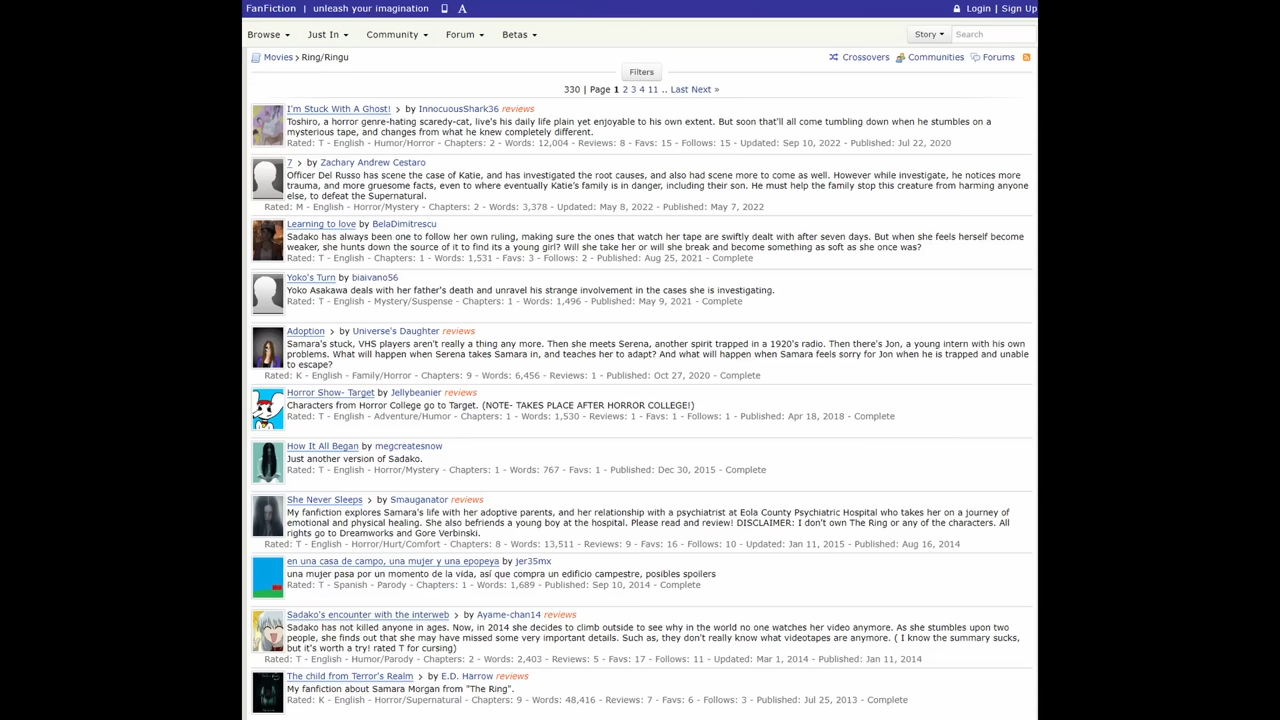 FanFiction | unleash your imagination A Login | Sign Up
Browse Just In Community Forum Betas Story Search
Movies > Ring/Ringu Crossovers Communities Forums
Filters
330 | Page 1 2 3 4 11 .. Last Next »
I'm Stuck With A Ghost! > by InnocuousShark36 reviews
Toshiro, a horror genre-hating scaredy-cat, live's his daily life plain yet enjoyable to his own extent. But soon that'll all come tumbling down when he stumbles on a
mysterious tape, and changes from what he knew completely different.
Rated: T - English - Humor/Horror - Chapters: 2 - Words: 12,004 - Reviews: 8 - Favs: 15 - Follows: 15 - Updated: Sep 10, 2022 - Published: Jul 22, 2020
7 > by Zachary Andrew Cestaro
Officer Del Russo has scene the case of Katie, and has investigated the root causes, and also had scene more to come as well. However while investigate, he notices more
trauma, and more gruesome facts, even to where eventually Katie's family is in danger, including their son. He must help the family stop this creature from harming anyone
else, to defeat the Supernatural.
Rated: M - English - Horror/Mystery - Chapters: 2 - Words: 3,378 - Updated: May 8, 2022 - Published: May 7, 2022
Learning to love by BelaDimitrescu
Sadako has always been one to follow her own ruling, making sure the ones that watch her tape are swiftly dealt with after seven days. But when she feels herself become
weaker, she hunts down the source of it to find its a young girl? Will she take her or will she break and become something as soft as she once was?
Rated: T - English - Chapters: 1 - Words: 1,531 - Favs: 3 - Follows: 2 - Published: Aug 25, 2021 - Complete
Yoko's Turn by biaivano56
Yoko Asakawa deals with her father's death and unravel his strange involvement in the cases she is investigating.
Rated: T - English - Mystery/Suspense - Chapters: 1 - Words: 1,496 - Published: May 9, 2021 - Complete
Adoption > by Universe's Daughter reviews
Samara's stuck, VHS players aren't really a thing any more. Then she meets Serena, another spirit trapped in a 1920's radio. Then there's Jon, a young intern with his own
problems. What will happen when Serena takes Samara in, and teaches her to adapt? And what will happen when Samara feels sorry for Jon when he is trapped and unable
to escape?
Rated: K - English - Family/Horror - Chapters: 9 - Words: 6,456 - Reviews: 1 - Published: Oct 27, 2020 - Complete
Horror Show- Target by Jellybeanier reviews
Characters from Horror College go to Target. (NOTE- TAKES PLACE AFTER HORROR COLLEGE!)
Rated: T - English - Adventure/Humor - Chapters: 1 - Words: 1,530 - Reviews: 1 - Favs: 1 - Follows: 1 - Published: Apr 18, 2018 - Complete
How It All Began by megcreatesnow
Just another version of Sadako.
Rated: T - English - Horror/Mystery - Chapters: 1 - Words: 767 - Favs: 1 - Published: Dec 30, 2015 - Complete
She Never Sleeps > by Smauganator reviews
My fanfiction explores Samara's life with her adoptive parents, and her relationship with a psychiatrist at Eola County Psychiatric Hospital who takes her on a journey of
emotional and physical healing. She also befriends a young boy at the hospital. Please read and review! DISCLAIMER: I don't own The Ring or any of the characters. All
rights go to Dreamworks and Gore Verbinski.
Rated: T - English - Horror/Hurt/Comfort - Chapters: 8 - Words: 13,511 - Reviews: 9 - Favs: 16 - Follows: 10 - Updated: Jan 11, 2015 - Published: Aug 16, 2014
en una casa de campo, una mujer y una epopeya by jer35mx
una mujer pasa por un momento de la vida, así que compra un edificio campestre, posibles spoilers
Rated: T - Spanish - Parody - Chapters: 1 - Words: 1,689 - Published: Sep 10, 2014 - Complete
Sadako's encounter with the interweb > by Ayame-chan14 reviews
Sadako has not killed anyone in ages. Now, in 2014 she decides to climb outside to see why in the world no one watches her video anymore. As she stumbles upon two
people, she finds out that she may have missed some very important details. Such as, they don't really know what videotapes are anymore. ( I know the summary sucks,
but it's worth a try! rated T for cursing)
Rated: T - English - Humor/Parody - Chapters: 2 - Words: 2,403 - Reviews: 5 - Favs: 17 - Follows: 11 - Updated: Mar 1, 2014 - Published: Jan 11, 2014
The child from Terror's Realm > by E.D. Harrow reviews
My fanfiction about Samara Morgan from "The Ring".
Rated: K - English - Horror/Supernatural - Chapters: 9 - Words: 48,416 - Reviews: 7 - Favs: 6 - Follows: 3 - Published: Jul 25, 2013 - Complete